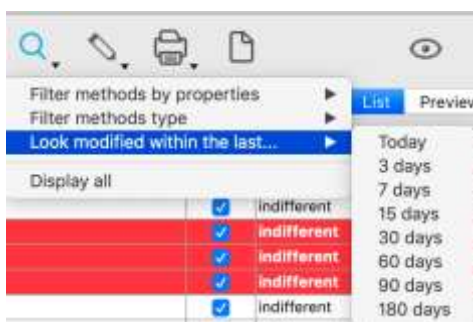 Filter methods by properties
Filter methods type
Look modified within the last...
Display all
List
Preview
Today
3 days
7 days
15 days
30 days
60 days
90 days
180 days
indifferent
indifferent
indifferent
indifferent
indifferent